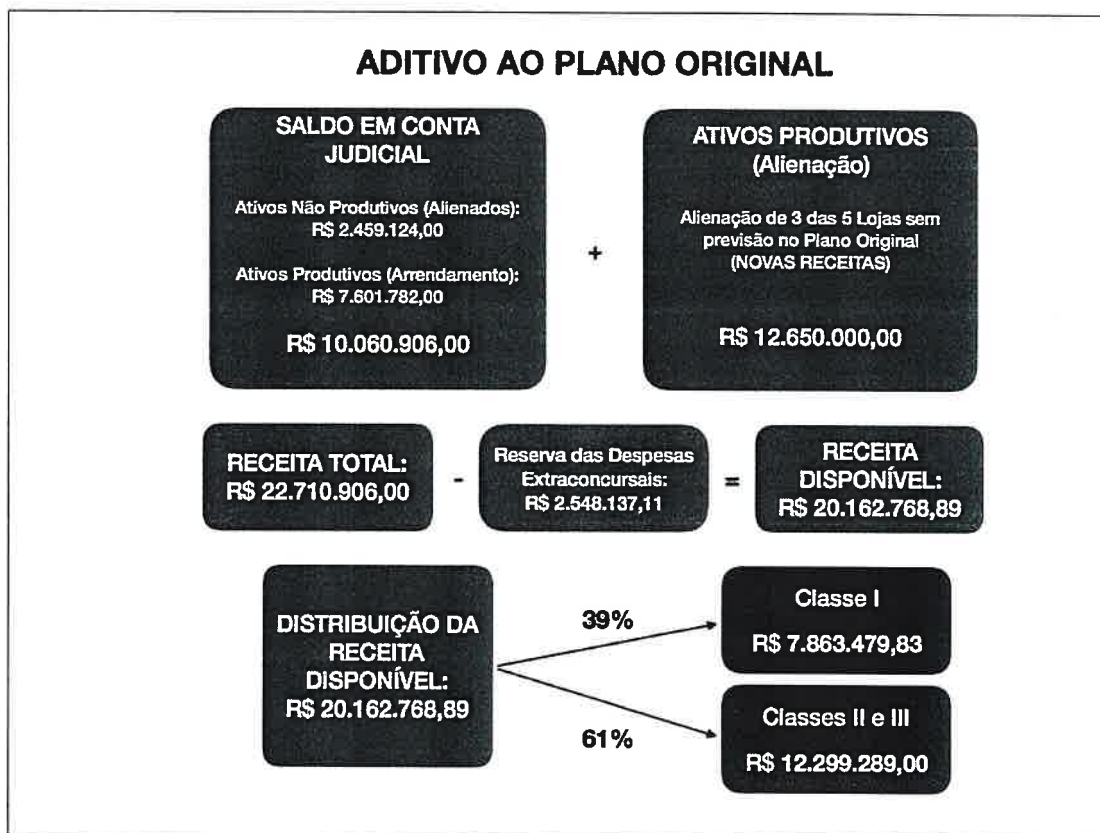 ADITIVO AO PLANO ORIGINAL
SALDO EM CONTA
JUDICIAL
Ativos Não Produtivos (Alienados):
R$ 2.459.124,00
Ativos Produtivos (Arrendamento):
R$ 7.601.782,00
R$ 10.060.906,00
+
ATIVOS PRODUTIVOS
(Alienação)
Alienação de 3 das 5 Lojas sem
previsão no Plano Original
(NOVAS RECEITAS)
R$ 12.650.000,00
RECEITA TOTAL:
R$ 22.710.906,00
-
Reserva das Despesas
Extraconcursais:
R$ 2.548.137,11
=
RECEITA
DISPONÍVEL:
R$ 20.162.768,89
DISTRIBUIÇÃO DA
RECEITA
DISPONÍVEL:
R$ 20.162.768,89
39%
Classe I
R$ 7.863.479,83
61%
Classes II e III
R$ 12.299.289,00